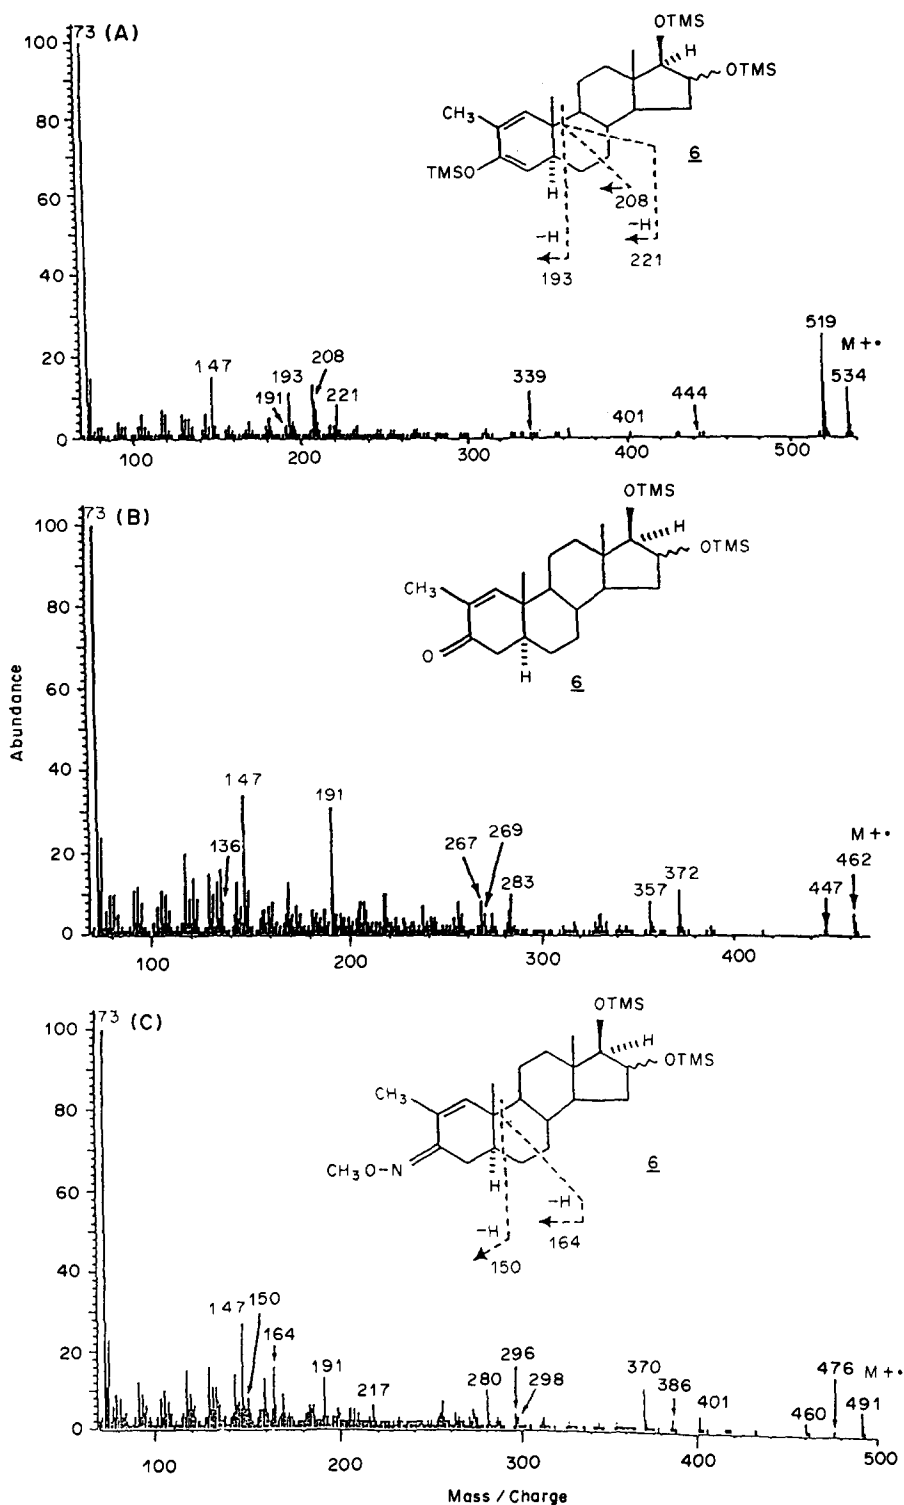 73 (A)
OTMS
H
OTMS
CH3
TMSO
H
6
208
-H
-H
193
221
100
80
60
40
20
0
147
191
193
208
221
339
401
444
519
M+•
534
100
200
300
400
500
73 (B)
OTMS
H
OTMS
CH3
O
H
6
100
80
60
40
20
0
Abundance
136
147
191
267
269
283
357
372
447
M+•
462
100
200
300
400
73 (C)
OTMS
H
OTMS
CH3
CH3O-N
H
6
-H
164
-H
150
100
80
60
40
20
0
147
150
164
191
217
280
296
298
370
386
401
460
476
M+•
491
100
200
300
400
500
Mass / Charge